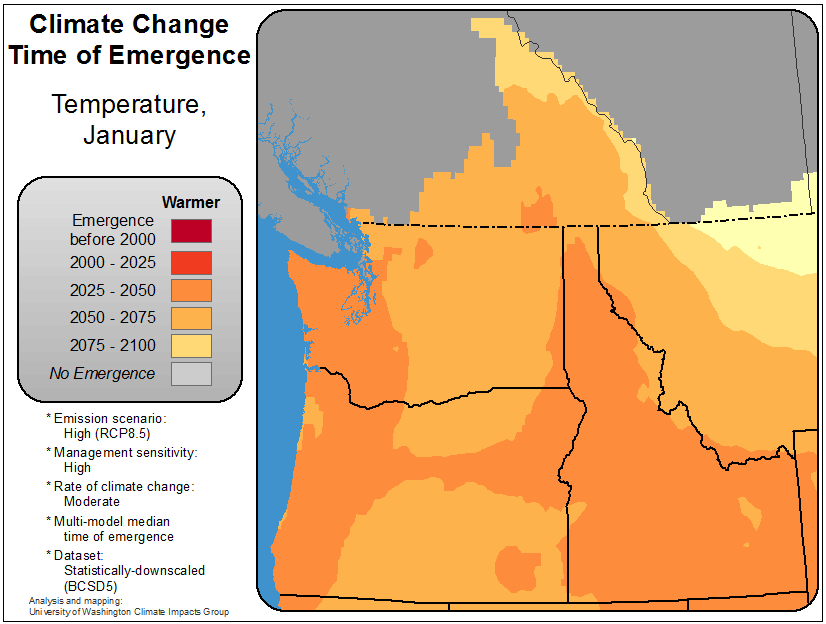 Climate Change
Time of Emergence
Temperature,
January
Warmer
Emergence
before 2000
2000 - 2025
2025 - 2050
2050 - 2075
2075 - 2100
No Emergence
* Emission scenario:
High (RCP8.5)
* Management sensitivity:
High
* Rate of climate change:
Moderate
* Multi-model median
time of emergence
* Dataset:
Statistically-downscaled
(BCSD5)
Analysis and mapping:
University of Washington Climate Impacts Group